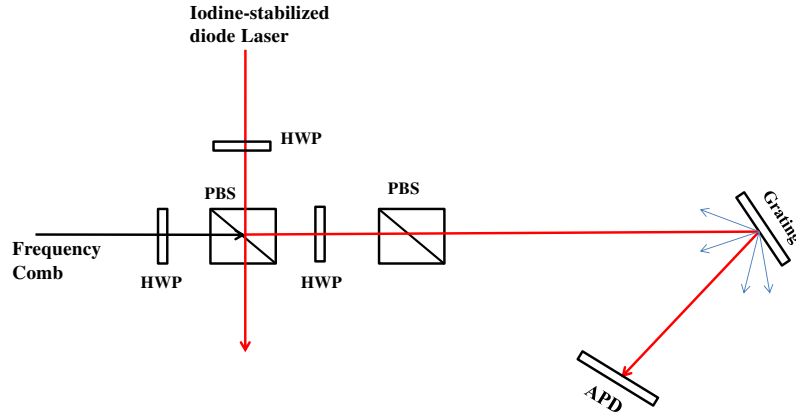 Iodine-stabilized
diode Laser
HWP
PBS
PBS
Grating
Frequency
Comb
HWP
HWP
APD